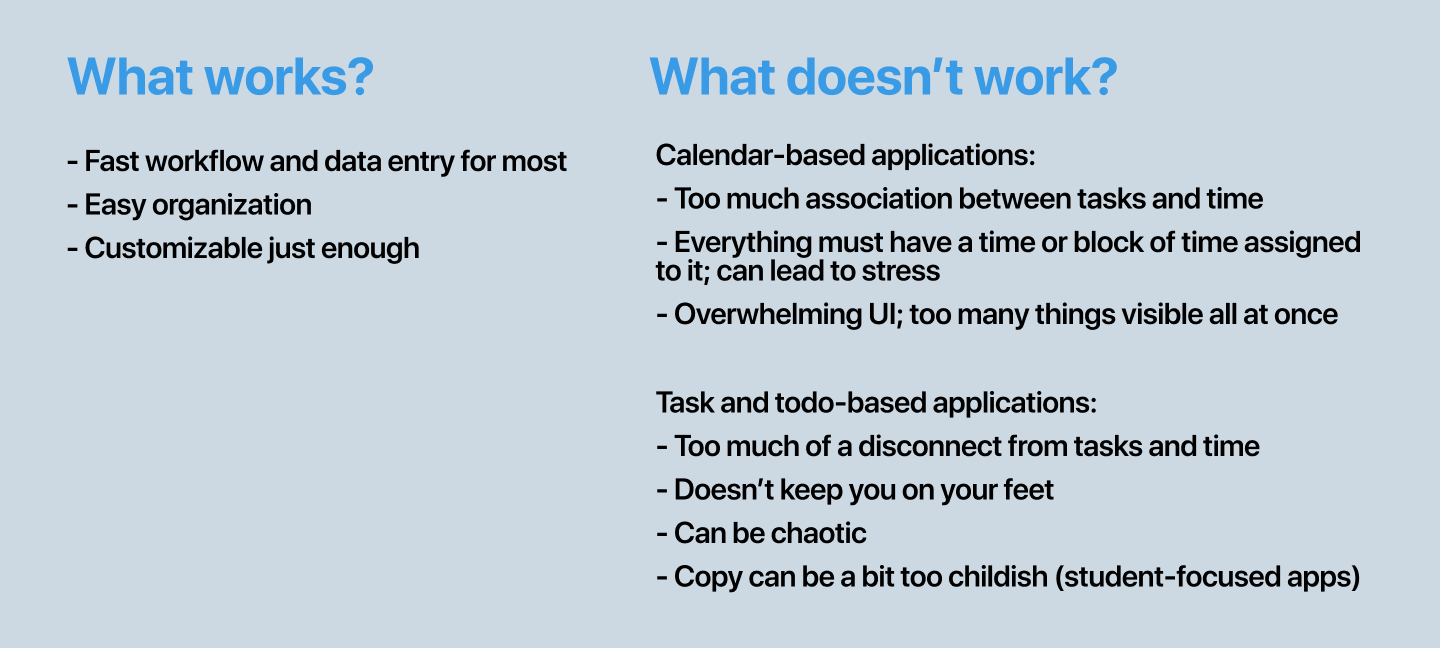 What works?
- Fast workflow and data entry for most
- Easy organization
- Customizable just enough
What doesn’t work?
Calendar-based applications:
- Too much association between tasks and time
- Everything must have a time or block of time assigned
to it; can lead to stress
- Overwhelming UI; too many things visible all at once
Task and todo-based applications:
- Too much of a disconnect from tasks and time
- Doesn’t keep you on your feet
- Can be chaotic
- Copy can be a bit too childish (student-focused apps)